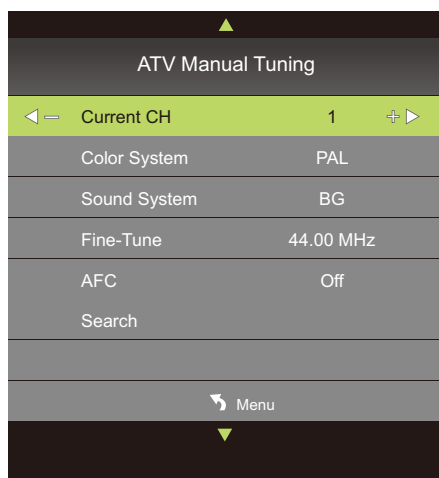 ATV Manual Tuning
Current CH 1
Color System PAL
Sound System BG
Fine-Tune 44.00 MHz
AFC Off
Search
Menu